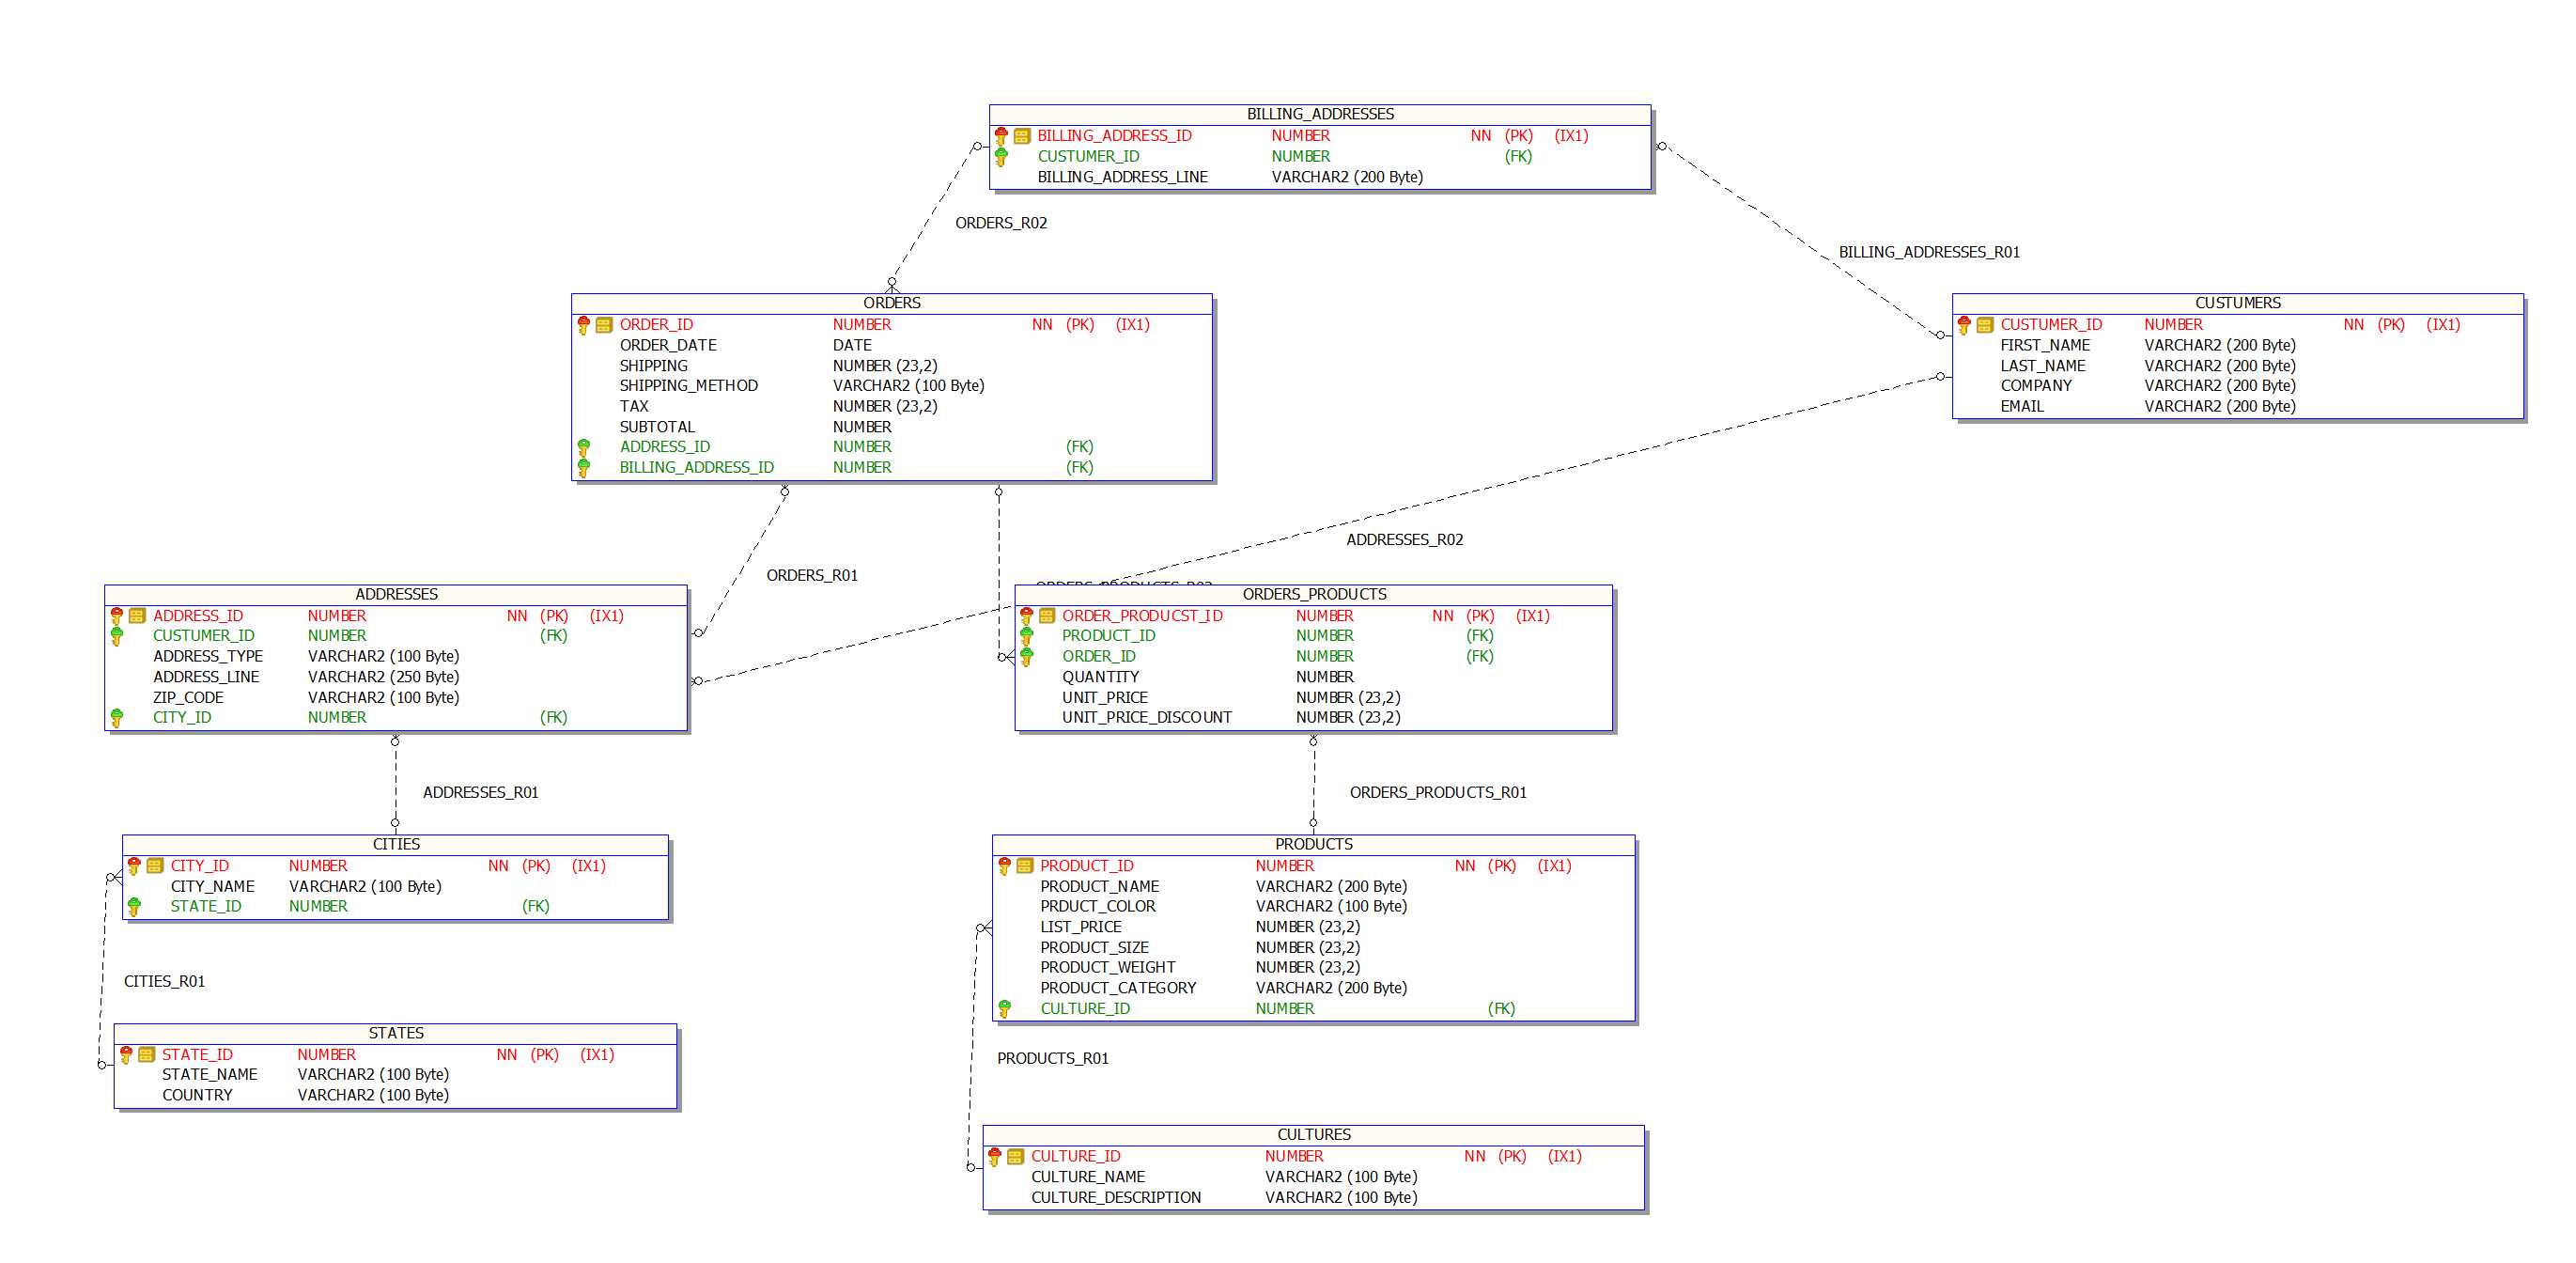 BILLING_ADDRESSES
BILLING_ADDRESS_ID NUMBER NN (PK) (IX1)
CUSTUMER_ID NUMBER (FK)
BILLING_ADDRESS_LINE VARCHAR2 (200 Byte)
ORDERS_R02
BILLING_ADDRESSES_R01
ORDERS
ORDER_ID NUMBER NN (PK) (IX1)
ORDER_DATE DATE
SHIPPING NUMBER (23,2)
SHIPPING_METHOD VARCHAR2 (100 Byte)
TAX NUMBER (23,2)
SUBTOTAL NUMBER
ADDRESS_ID NUMBER (FK)
BILLING_ADDRESS_ID NUMBER (FK)
CUSTUMERS
CUSTUMER_ID NUMBER NN (PK) (IX1)
FIRST_NAME VARCHAR2 (200 Byte)
LAST_NAME VARCHAR2 (200 Byte)
COMPANY VARCHAR2 (200 Byte)
EMAIL VARCHAR2 (200 Byte)
ADDRESSES_R02
ORDERS_R01
ADDRESSES
ADDRESS_ID NUMBER NN (PK) (IX1)
CUSTUMER_ID NUMBER (FK)
ADDRESS_TYPE VARCHAR2 (100 Byte)
ADDRESS_LINE VARCHAR2 (250 Byte)
ZIP_CODE VARCHAR2 (100 Byte)
CITY_ID NUMBER (FK)
ORDERS_PRODUCTS
ORDER_PRODUCST_ID NUMBER NN (PK) (IX1)
PRODUCT_ID NUMBER (FK)
ORDER_ID NUMBER (FK)
QUANTITY NUMBER
UNIT_PRICE NUMBER (23,2)
UNIT_PRICE_DISCOUNT NUMBER (23,2)
ADDRESSES_R01
ORDERS_PRODUCTS_R01
CITIES
CITY_ID NUMBER NN (PK) (IX1)
CITY_NAME VARCHAR2 (100 Byte)
STATE_ID NUMBER (FK)
PRODUCTS
PRODUCT_ID NUMBER NN (PK) (IX1)
PRODUCT_NAME VARCHAR2 (200 Byte)
PRDUCT_COLOR VARCHAR2 (100 Byte)
LIST_PRICE NUMBER (23,2)
PRODUCT_SIZE NUMBER (23,2)
PRODUCT_WEIGHT NUMBER (23,2)
PRODUCT_CATEGORY VARCHAR2 (200 Byte)
CULTURE_ID NUMBER (FK)
CITIES_R01
STATES
STATE_ID NUMBER NN (PK) (IX1)
STATE_NAME VARCHAR2 (100 Byte)
COUNTRY VARCHAR2 (100 Byte)
PRODUCTS_R01
CULTURES
CULTURE_ID NUMBER NN (PK) (IX1)
CULTURE_NAME VARCHAR2 (100 Byte)
CULTURE_DESCRIPTION VARCHAR2 (100 Byte)